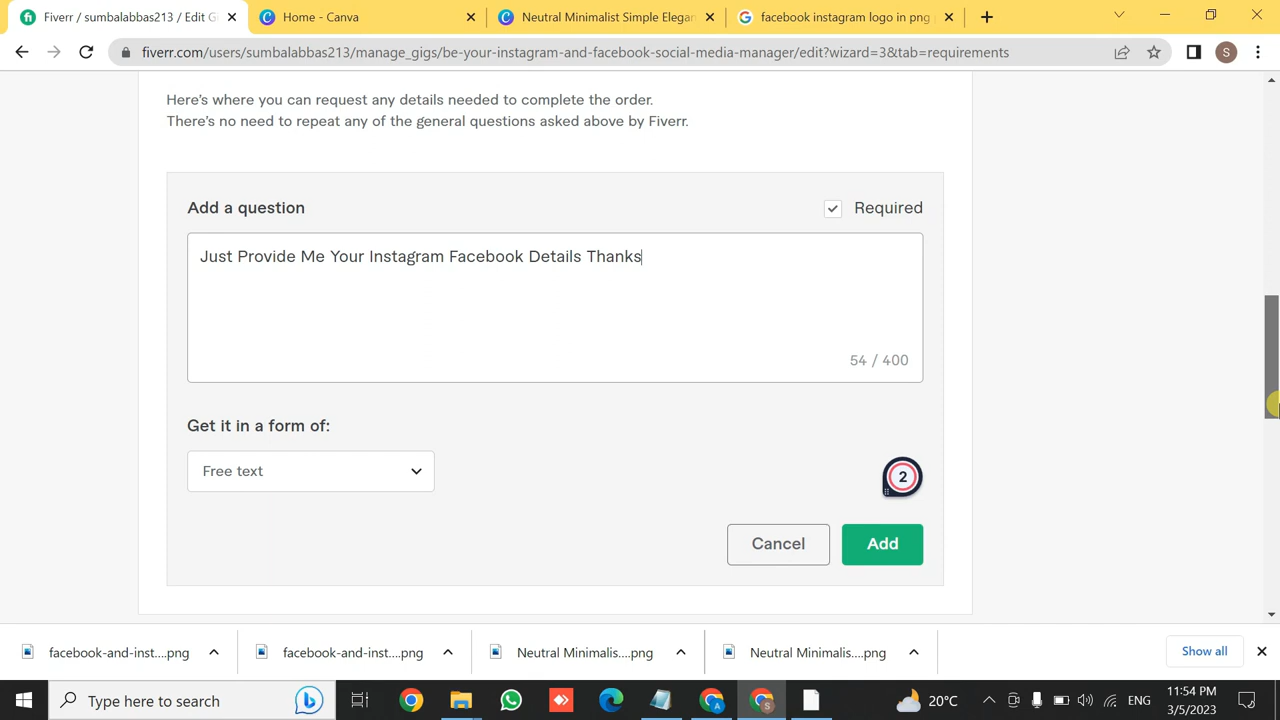 Fiverr / sumbalabbas213 / Edit G
Home - Canva
Neutral Minimalist Simple Elegan
facebook instagram logo in png
fiverr.com/users/sumbalabbas213/manage_gigs/be-your-instagram-and-facebook-social-media-manager/edit?wizard=3&tab=requirements
S
Here's where you can request any details needed to complete the order.
There's no need to repeat any of the general questions asked above by Fiverr.
Add a question
Required
Just Provide Me Your Instagram Facebook Details Thanks
54 / 400
Get it in a form of:
Free text
2
Cancel
Add
facebook-and-inst....png
facebook-and-inst....png
Neutral Minimalis....png
Neutral Minimalis....png
Show all
Type here to search
20°C
ENG
11:54 PM
3/5/2023